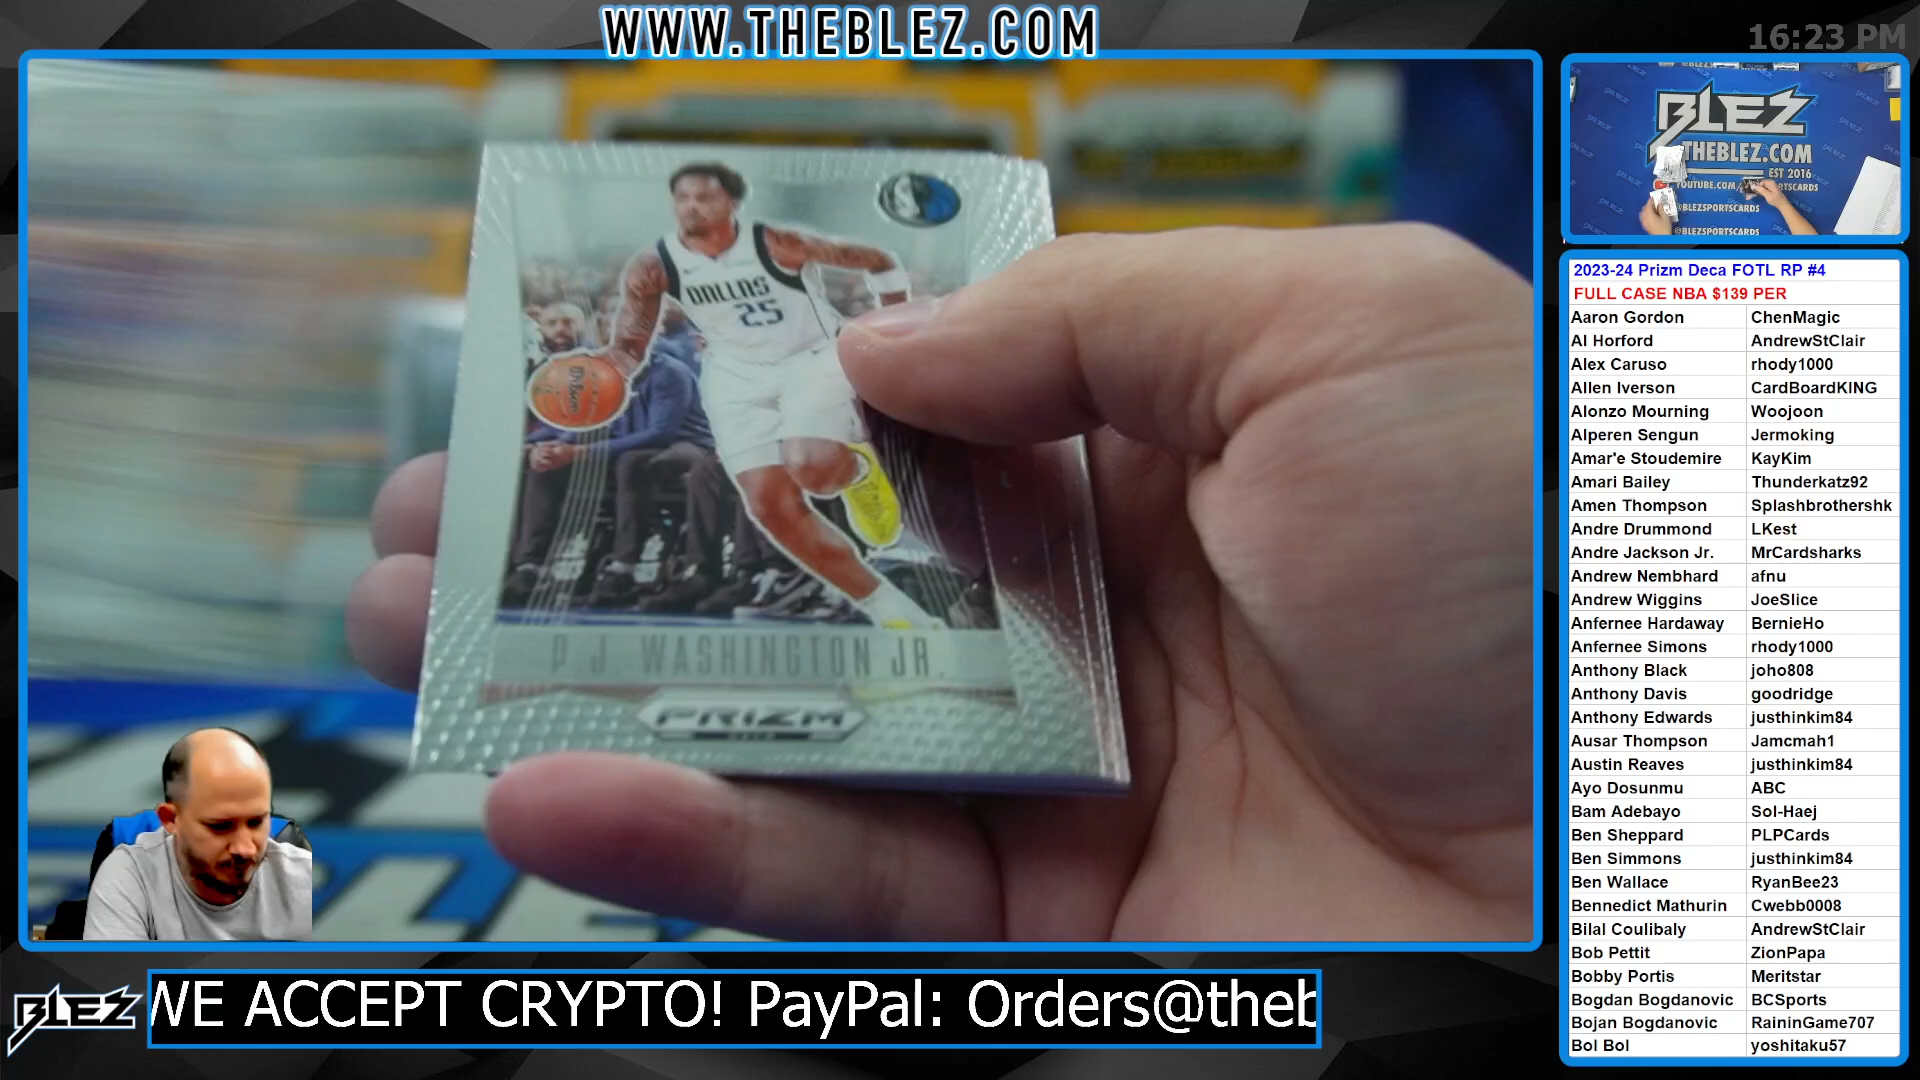 WWW.THEBLEZ.COM
16:23 PM
DALLAS
25
P.J. WASHINGTON JR.
PRIZM
BLEZ
THEBLEZ.COM
EST 2016
YOUTUBE.COM/
RTSCARDS
@BLEZSPORTSCARDS
@BLEZSPORTSCARDS
2023-24 Prizm Deca FOTL RP #4
FULL CASE NBA $139 PER
Aaron Gordon ChenMagic
Al Horford AndrewStClair
Alex Caruso rhody1000
Allen Iverson CardBoardKING
Alonzo Mourning Woojoon
Alperen Sengun Jermoking
Amar'e Stoudemire KayKim
Amari Bailey Thunderkatz92
Amen Thompson Splashbrothershk
Andre Drummond LKest
Andre Jackson Jr. MrCardsharks
Andrew Nembhard afnu
Andrew Wiggins JoeSlice
Anfernee Hardaway BernieHo
Anfernee Simons rhody1000
Anthony Black joho808
Anthony Davis goodridge
Anthony Edwards justhinkim84
Ausar Thompson Jamcmah1
Austin Reaves justhinkim84
Ayo Dosunmu ABC
Bam Adebayo Sol-Haej
Ben Sheppard PLPCards
Ben Simmons justhinkim84
Ben Wallace RyanBee23
Bennedict Mathurin Cwebb0008
Bilal Coulibaly AndrewStClair
Bob Pettit ZionPapa
Bobby Portis Meritstar
Bogdan Bogdanovic BCSports
Bojan Bogdanovic RaininGame707
Bol Bol yoshitaku57
BLEZ
WE ACCEPT CRYPTO! PayPal: Orders@theb